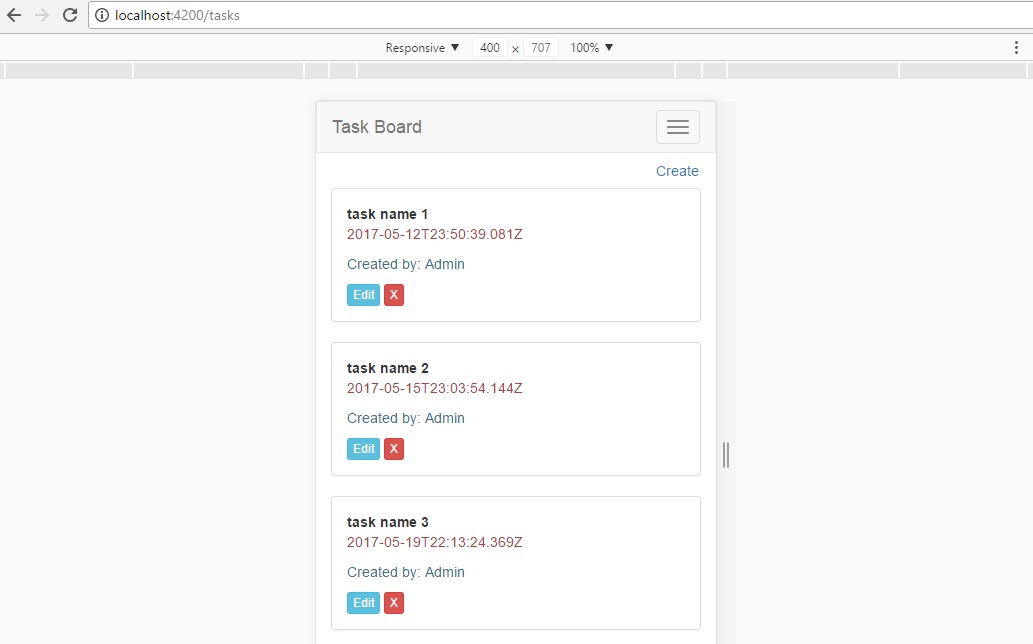 localhost:4200/tasks
Responsive ▼ 400 x 707 100% ▼
Task Board
Create
task name 1
2017-05-12T23:50:39.081Z
Created by: Admin
Edit X
task name 2
2017-05-15T23:03:54.144Z
Created by: Admin
Edit X
task name 3
2017-05-19T22:13:24.369Z
Created by: Admin
Edit X